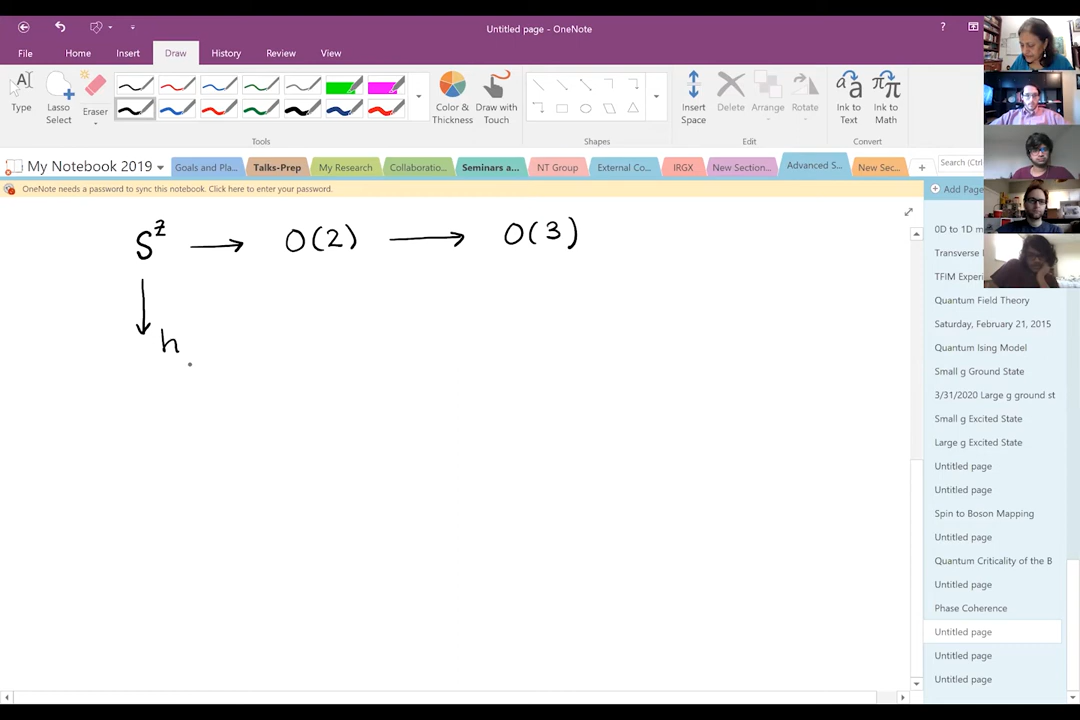 Untitled page - OneNote
?
File Home Insert Draw History Review View
Type
Lasso Select
Eraser
Color & Thickness
Draw with Touch
Insert Space
Delete
Arrange
Rotate
Ink to Text
Ink to Math
Tools
Shapes
Edit
Convert
My Notebook 2019
Goals and Pla...
Talks-Prep
My Research
Collaboratio...
Seminars a...
NT Group
External Co...
IRGX
New Section...
Advanced S...
New Sec...
Search (Ctrl
OneNote needs a password to sync this notebook. Click here to enter your password.
Add Page
S^z → O(2) → O(3)
↓
h
0D to 1D m
Transverse
TFIM Experi
Quantum Field Theory
Saturday, February 21, 2015
Quantum Ising Model
Small g Ground State
3/31/2020 Large g ground st
Small g Excited State
Large g Excited State
Untitled page
Untitled page
Spin to Boson Mapping
Untitled page
Quantum Criticality of the B
Untitled page
Phase Coherence
Untitled page
Untitled page
Untitled page